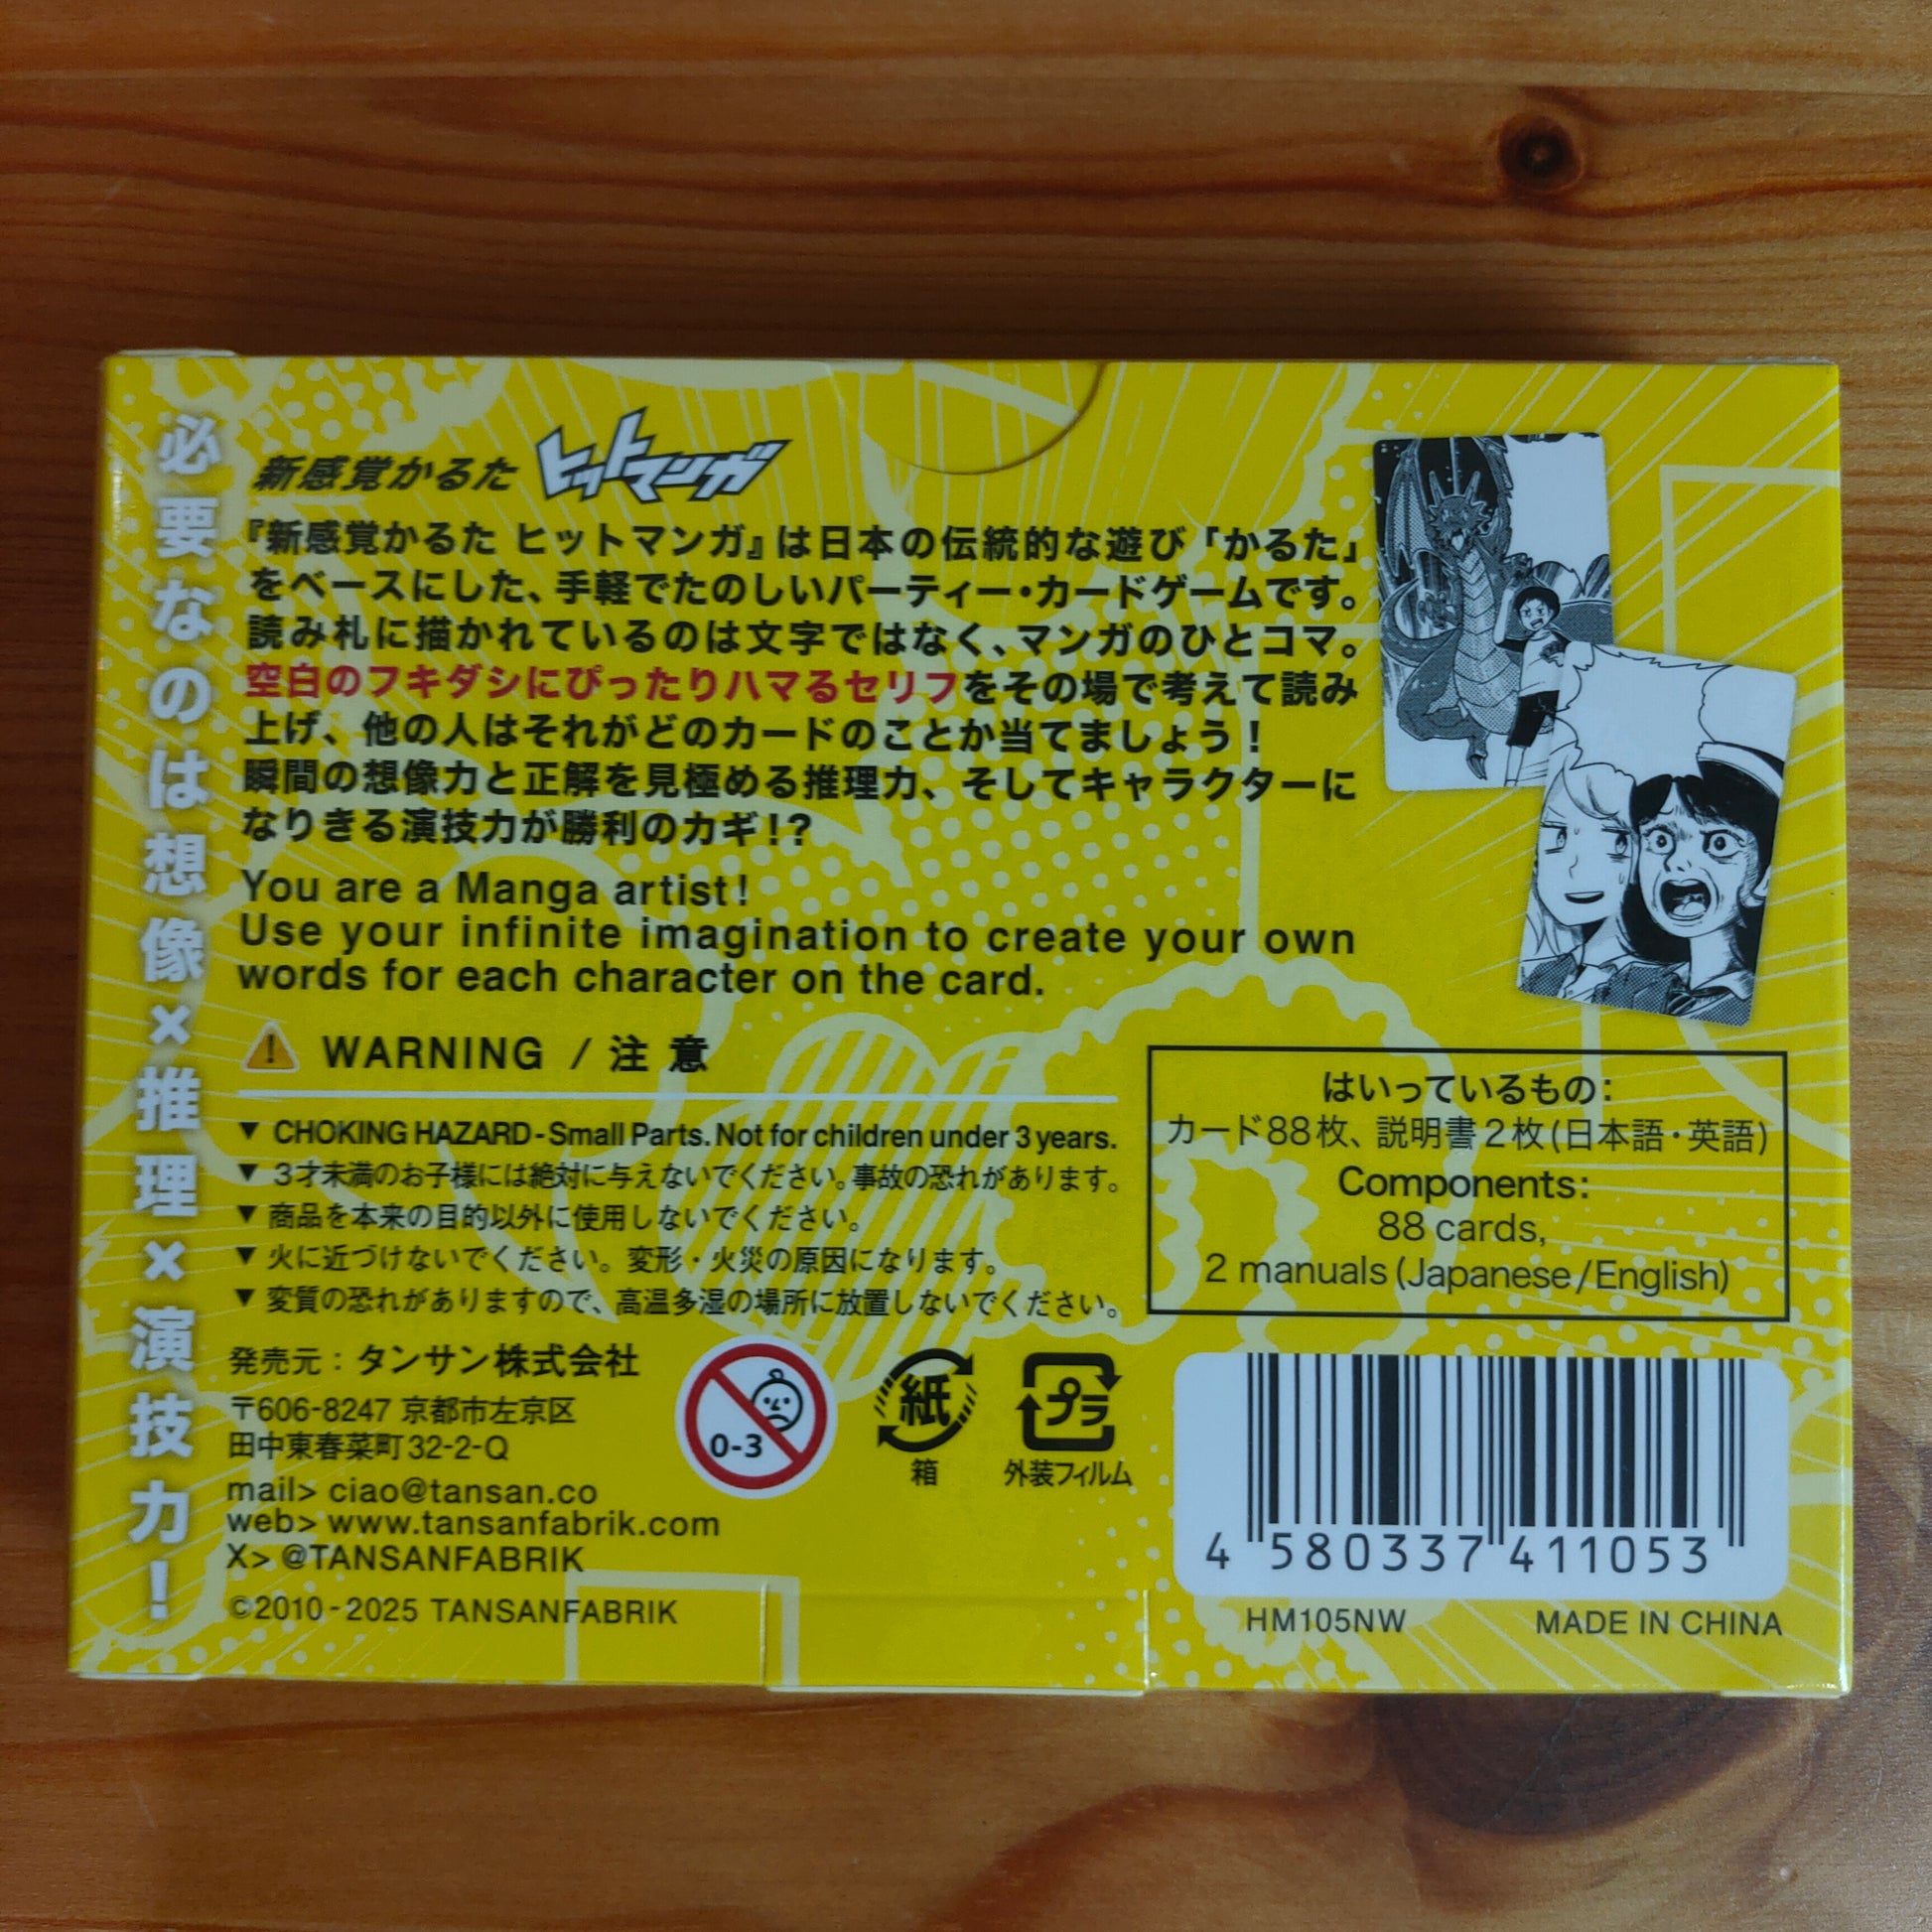 必要なのは想像×推理×演技力！
新感覚かるた ヒットマンガ
『新感覚かるた ヒットマンガ』は日本の伝統的な遊び「かるた」
をベースにした、手軽でたのしいパーティー・カードゲームです。
読み札に描かれているのは文字ではなく、マンガのひとコマ。
空白のフキダシにぴったりハマるセリフをその場で考えて読み
上げ、他の人はそれがどのカードのことか当てましょう！
瞬間の想像力と正解を見極める推理力、そしてキャラクターに
なりきる演技力が勝利のカギ!?
You are a Manga artist!
Use your infinite imagination to create your own
words for each character on the card.
WARNING / 注意
▼ CHOKING HAZARD-Small Parts. Not for children under 3 years.
▼ 3才未満のお子様には絶対に与えないでください。事故の恐れがあります。
▼ 商品を本来の目的以外に使用しないでください。
▼ 火に近づけないでください。変形・火災の原因になります。
▼ 変質の恐れがありますので、高温多湿の場所に放置しないでください。
はいっているもの：
カード88枚、説明書2枚(日本語・英語)
Components:
88 cards,
2 manuals (Japanese/English)
発売元：タンサン株式会社
〒606-8247 京都市左京区
田中東春菜町32-2-Q
mail> ciao@tansan.co
web> www.tansanfabrik.com
X> @TANSANFABRIK
©2010-2025 TANSANFABRIK
0-3
紙
箱
プラ
外装フィルム
4 580337 411053
HM105NW
MADE IN CHINA